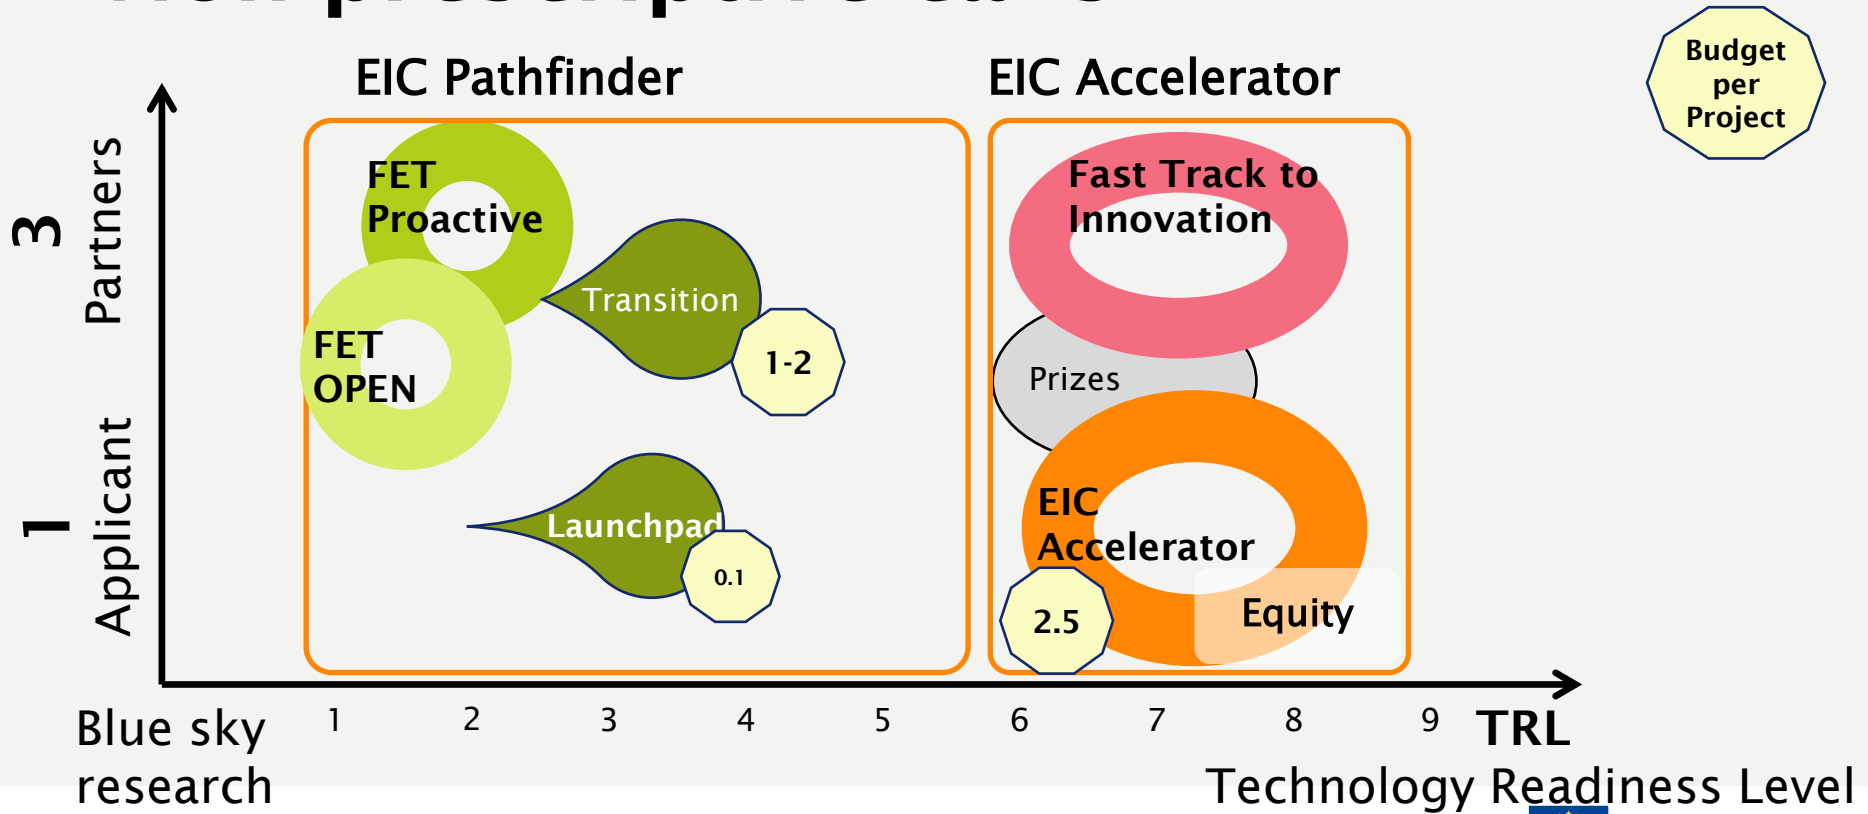 Budget
per
Project
EIC Pathfinder
EIC Accelerator
3
Partners
1
Applicant
FET
Proactive
FET
OPEN
Transition
1-2
Launchpad
0.1
Fast Track to
Innovation
Prizes
EIC
Accelerator
2.5
Equity
1 2 3 4 5 6 7 8 9 TRL
Blue sky
research
Technology Readiness Level